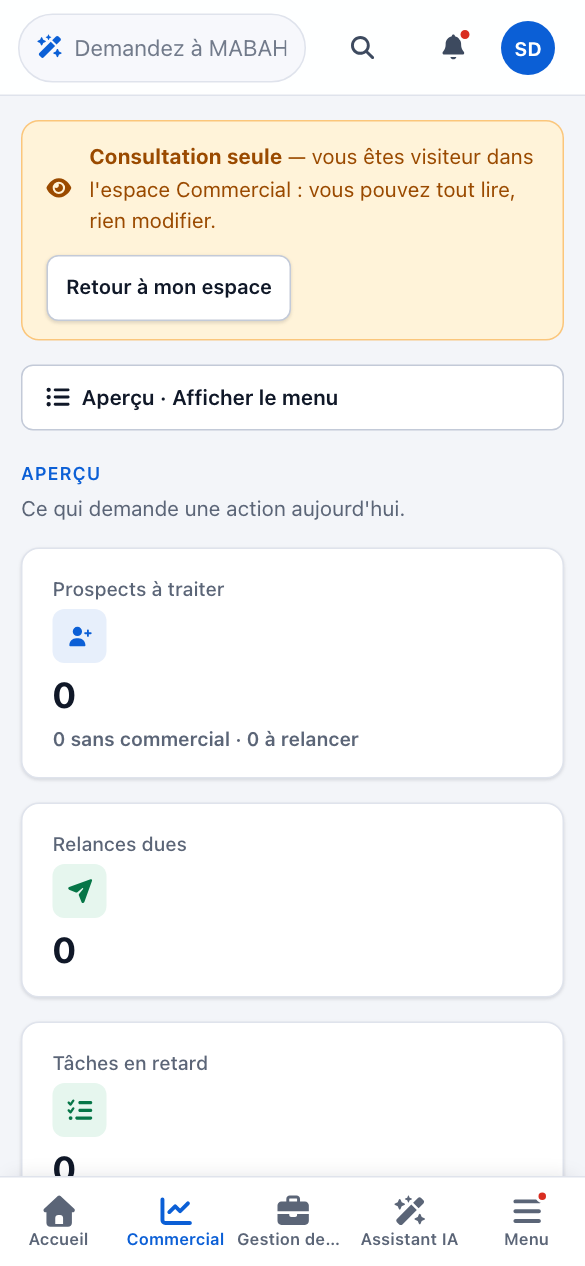 Demandez à MABAH
SD
Consultation seule — vous êtes visiteur dans
l'espace Commercial : vous pouvez tout lire,
rien modifier.
Retour à mon espace
Aperçu · Afficher le menu
APERÇU
Ce qui demande une action aujourd'hui.
Prospects à traiter
0
0 sans commercial · 0 à relancer
Relances dues
0
Tâches en retard
0
Accueil
Commercial
Gestion de...
Assistant IA
Menu